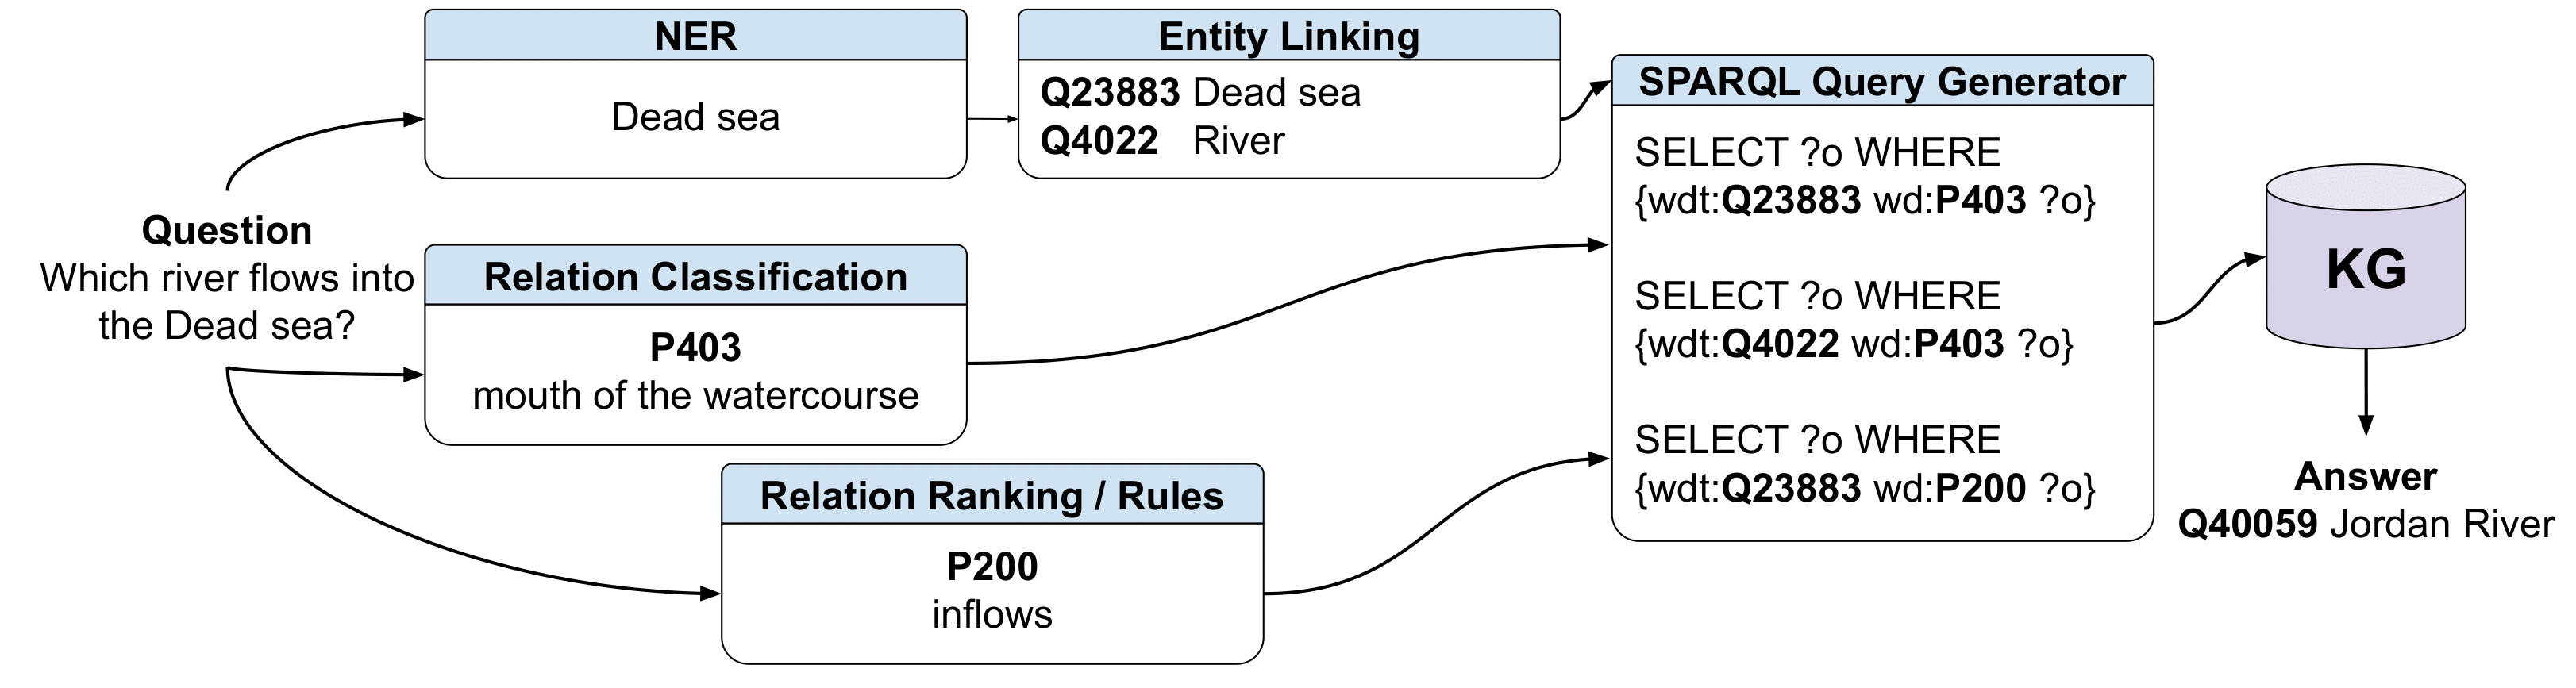 Question
Which river flows into
the Dead sea?
NER
Dead sea
Entity Linking
Q23883 Dead sea
Q4022 River
Relation Classification
P403
mouth of the watercourse
Relation Ranking / Rules
P200
inflows
SPARQL Query Generator
SELECT ?o WHERE
{wdt:Q23883 wd:P403 ?o}
SELECT ?o WHERE
{wdt:Q4022 wd:P403 ?o}
SELECT ?o WHERE
{wdt:Q23883 wd:P200 ?o}
KG
Answer
Q40059 Jordan River